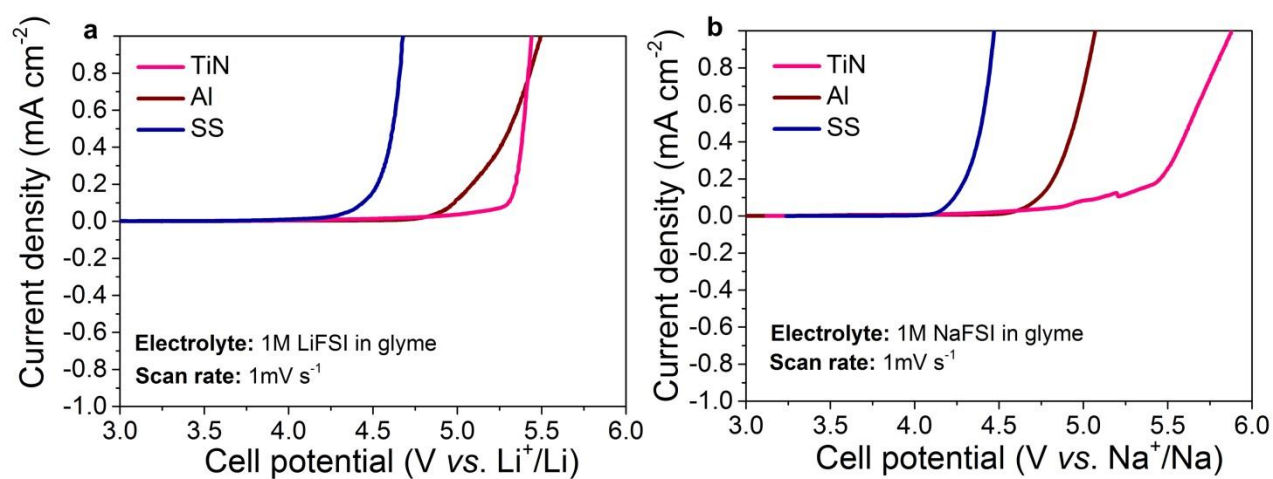 a
TiN
Al
SS
Current density (mA cm-2)
0.8
0.6
0.4
0.2
0.0
-0.2
-0.4
-0.6
-0.8
-1.0
Electrolyte: 1M LiFSI in glyme
Scan rate: 1mV s-1
3.0 3.5 4.0 4.5 5.0 5.5 6.0
Cell potential (V vs. Li+/Li)
b
TiN
Al
SS
Current density (mA cm-2)
0.8
0.6
0.4
0.2
0.0
-0.2
-0.4
-0.6
-0.8
-1.0
Electrolyte: 1M NaFSI in glyme
Scan rate: 1mV s-1
3.0 3.5 4.0 4.5 5.0 5.5 6.0
Cell potential (V vs. Na+/Na)